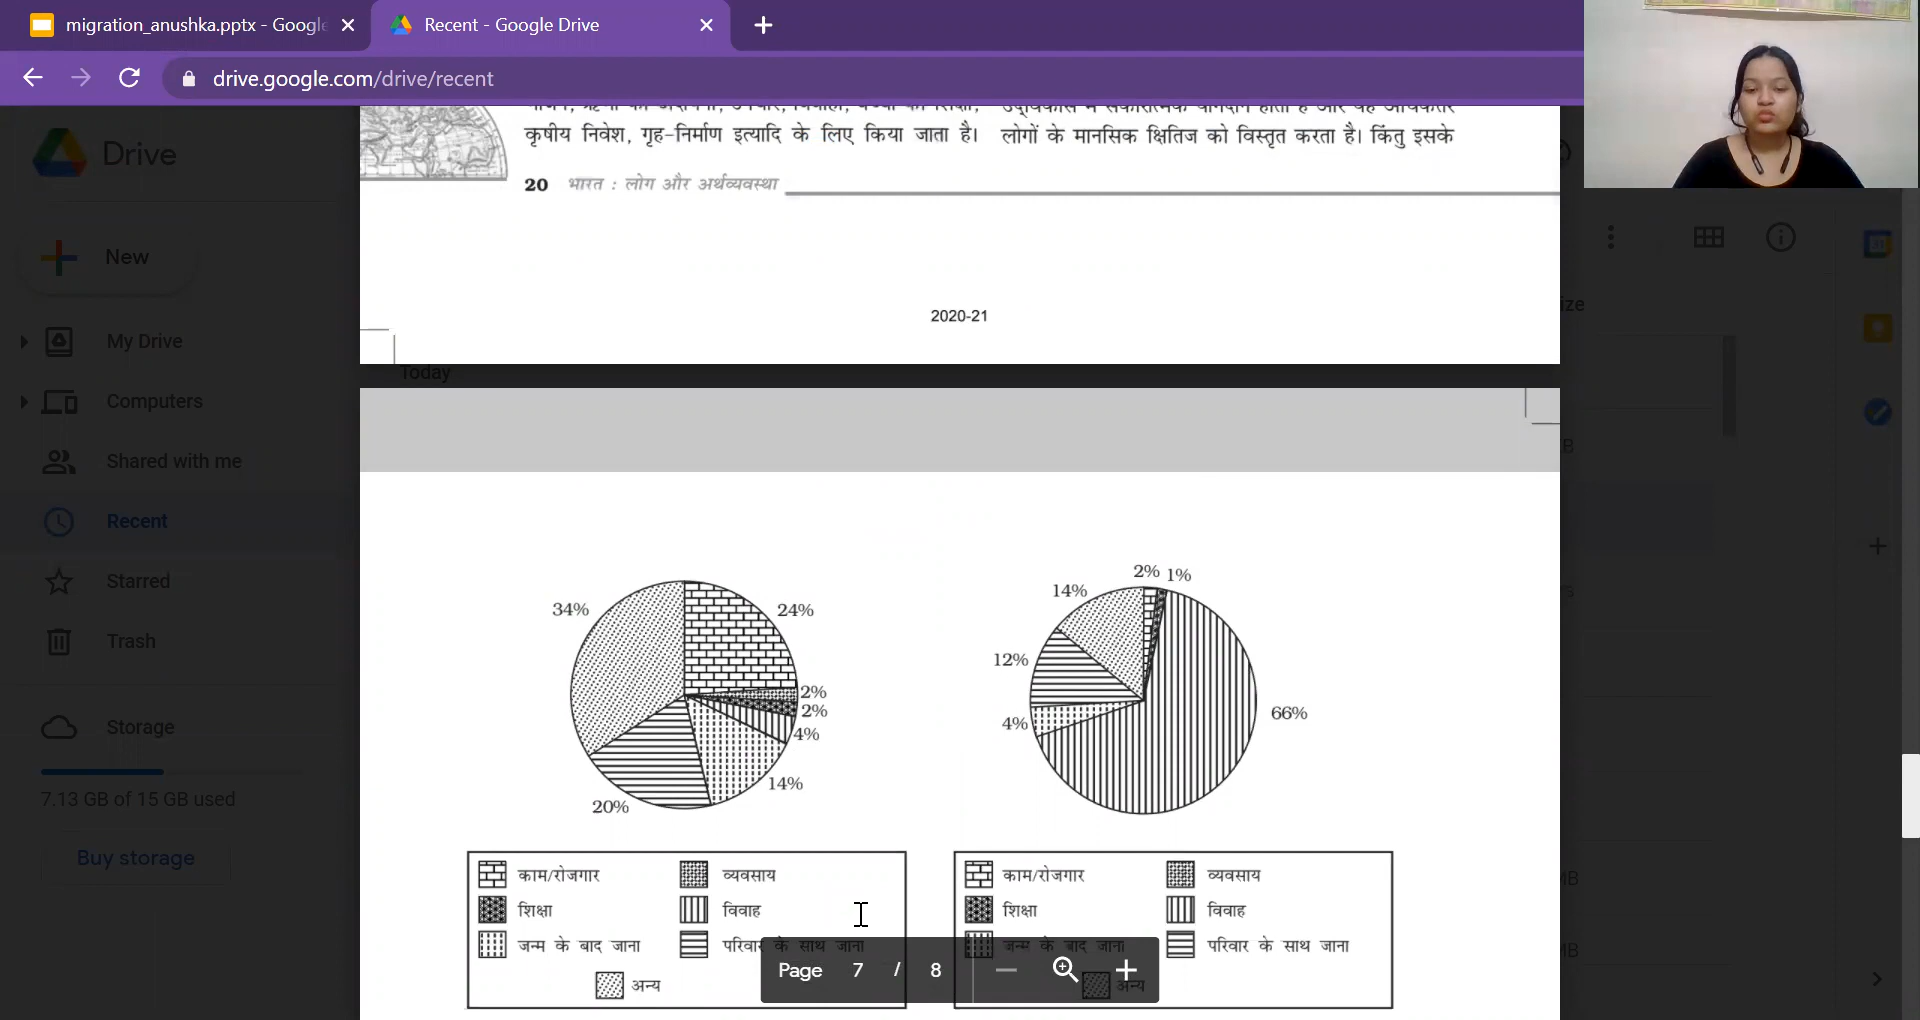 migration_anushka.pptx - Google
Recent - Google Drive
drive.google.com/drive/recent
Drive
New
My Drive
Computers
Shared with me
Recent
Starred
Trash
Storage
7.13 GB of 15 GB used
Buy storage
कृषीय निवेश, गृह-निर्माण इत्यादि के लिए किया जाता है।
लोगों के मानसिक क्षितिज को विस्तृत करता है। किंतु इसके
20 भारत : लोग और अर्थव्यवस्था
2020-21
Today
34%
24%
2%
2%
4%
14%
20%
2% 1%
14%
12%
4%
66%
काम/रोजगार व्यवसाय
शिक्षा विवाह
जन्म के बाद जाना परिवार के साथ जाना
अन्य
काम/रोजगार व्यवसाय
शिक्षा विवाह
जन्म के बाद जाना परिवार के साथ जाना
अन्य
Page 7 / 8
31